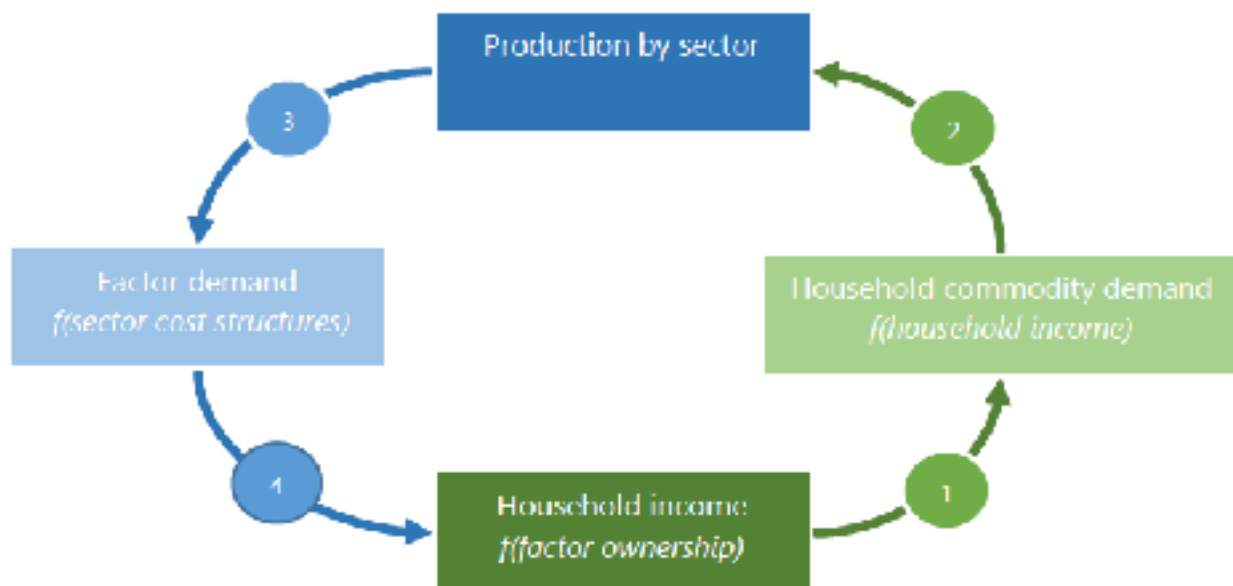 Production by sector
3
2
Factor demand
f(sector cost structures)
Household commodity demand
f(household income)
4
1
Household income
f(factor ownership)